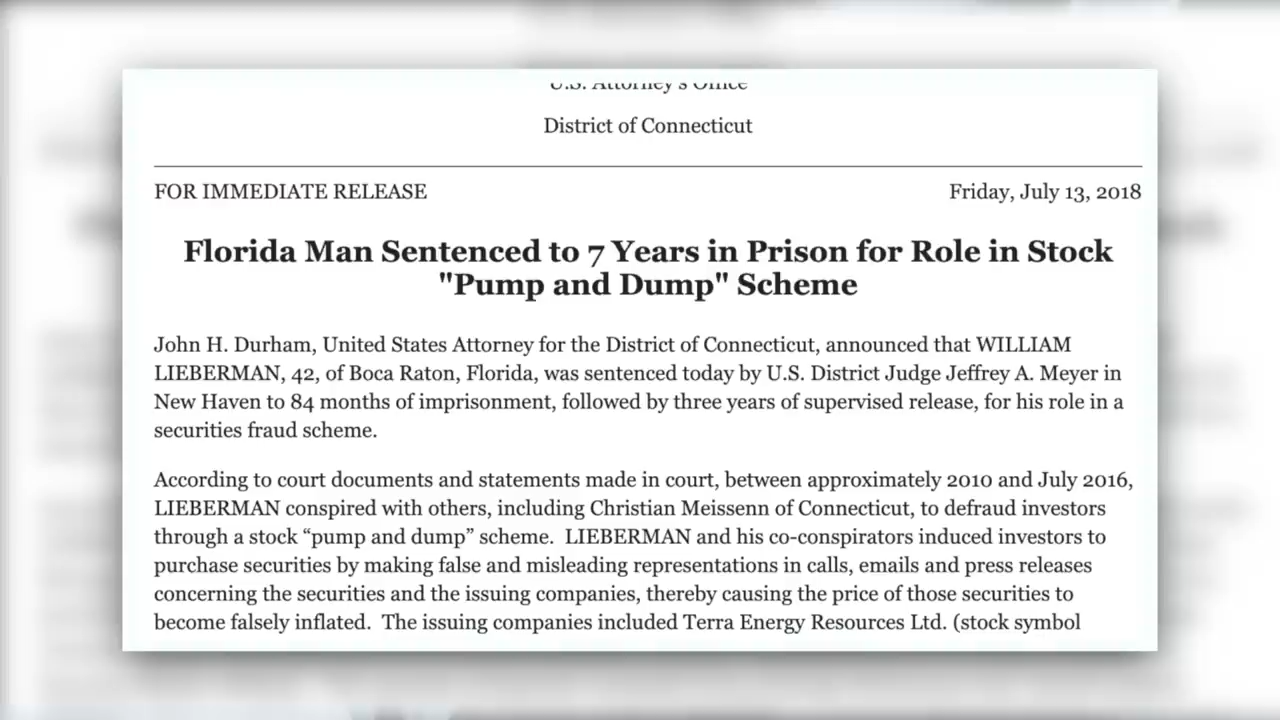 U.S. Attorney's Office
District of Connecticut
FOR IMMEDIATE RELEASE Friday, July 13, 2018
Florida Man Sentenced to 7 Years in Prison for Role in Stock
"Pump and Dump" Scheme
John H. Durham, United States Attorney for the District of Connecticut, announced that WILLIAM
LIEBERMAN, 42, of Boca Raton, Florida, was sentenced today by U.S. District Judge Jeffrey A. Meyer in
New Haven to 84 months of imprisonment, followed by three years of supervised release, for his role in a
securities fraud scheme.
According to court documents and statements made in court, between approximately 2010 and July 2016,
LIEBERMAN conspired with others, including Christian Meissenn of Connecticut, to defraud investors
through a stock “pump and dump” scheme.  LIEBERMAN and his co-conspirators induced investors to
purchase securities by making false and misleading representations in calls, emails and press releases
concerning the securities and the issuing companies, thereby causing the price of those securities to
become falsely inflated.  The issuing companies included Terra Energy Resources Ltd. (stock symbol